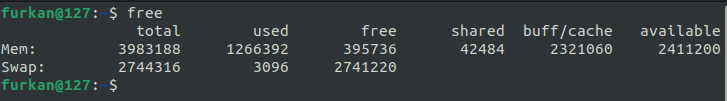 furkan@127:~$ free
              total        used        free      shared  buff/cache   available
Mem:        3983188     1266392      395736       42484     2321060     2411200
Swap:       2744316        3096     2741220
furkan@127:~$